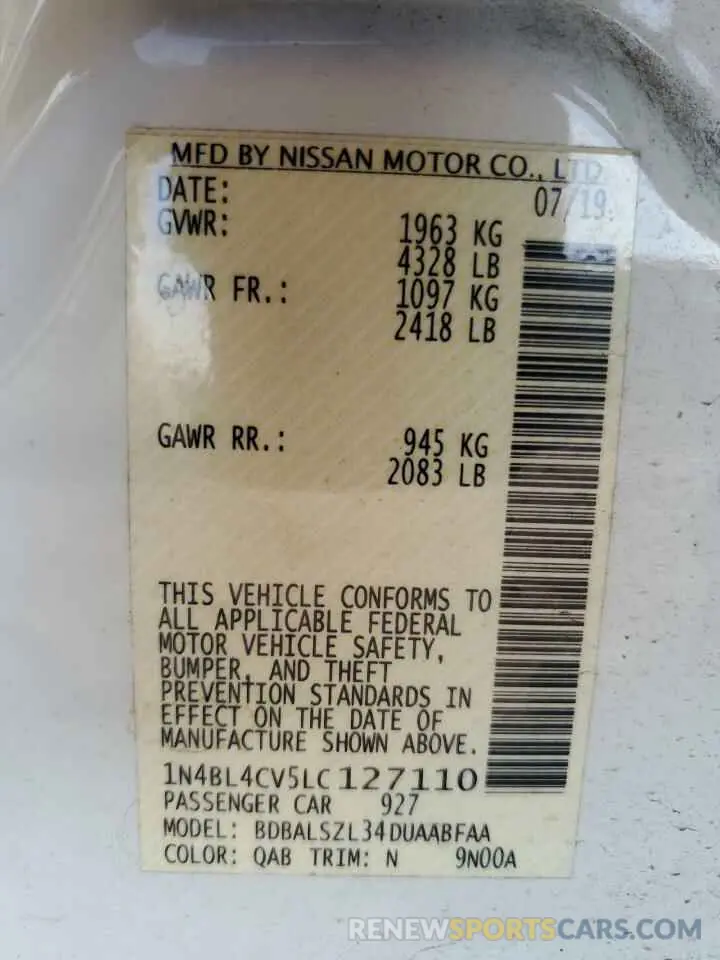 MFD BY NISSAN MOTOR CO., LTD
DATE: 07/19
GVWR: 1963 KG
4328 LB
GAWR FR.: 1097 KG
2418 LB
GAWR RR.: 945 KG
2083 LB
THIS VEHICLE CONFORMS TO
ALL APPLICABLE FEDERAL
MOTOR VEHICLE SAFETY,
BUMPER, AND THEFT
PREVENTION STANDARDS IN
EFFECT ON THE DATE OF
MANUFACTURE SHOWN ABOVE.
1N4BL4CV5LC127110
PASSENGER CAR 927
MODEL: BDBALSZL34DUAABFAA
COLOR: QAB TRIM: N 9N00A
RENEWSPORTSCARS.COM